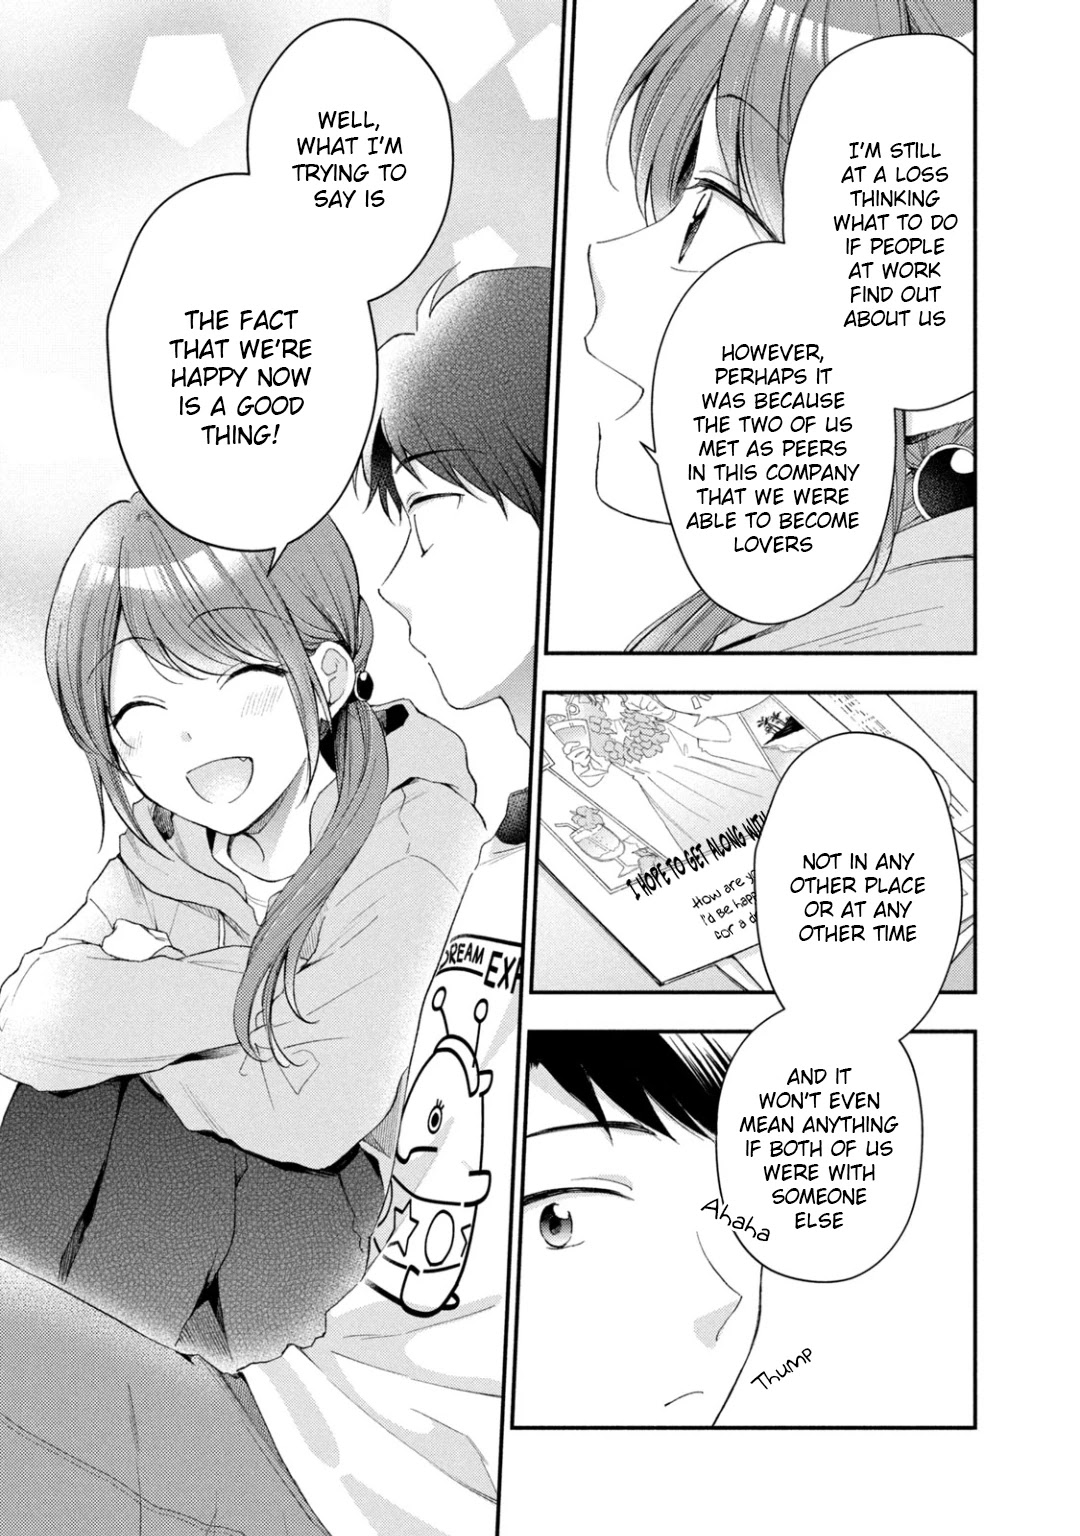 I'M STILL
AT A LOSS
THINKING
WHAT TO DO
IF PEOPLE
AT WORK
FIND OUT
ABOUT US
HOWEVER,
PERHAPS IT
WAS BECAUSE
THE TWO OF US
MET AS PEERS
IN THIS COMPANY
THAT WE WERE
ABLE TO BECOME
LOVERS
I HOPE TO GET ALONG WITH
How are yo
I'd be happ
for a d
NOT IN ANY
OTHER PLACE
OR AT ANY
OTHER TIME
AND IT
WON'T EVEN
MEAN ANYTHING
IF BOTH OF US
WERE WITH
SOMEONE
ELSE
Ahaha
Thump
WELL,
WHAT I'M
TRYING TO
SAY IS
THE FACT
THAT WE'RE
HAPPY NOW
IS A GOOD
THING!
DREAM EXP